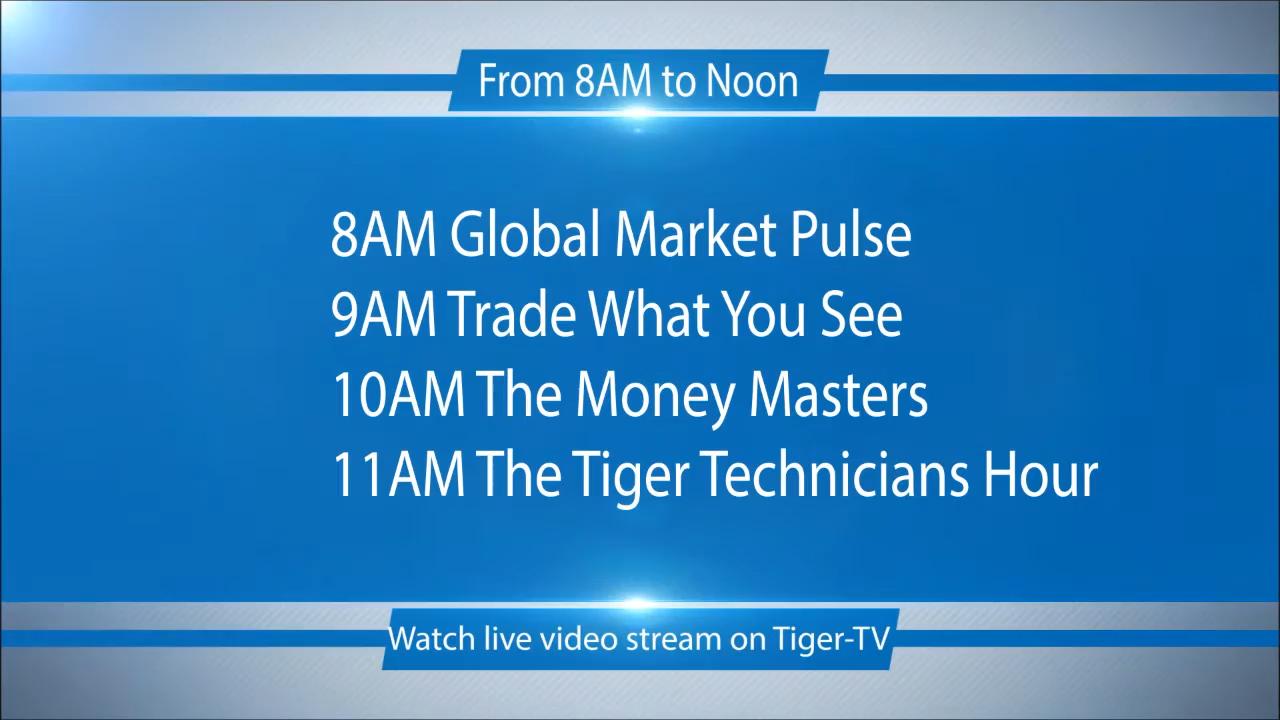 From 8AM to Noon
8AM Global Market Pulse
9AM Trade What You See
10AM The Money Masters
11AM The Tiger Technicians Hour
Watch live video stream on Tiger-TV